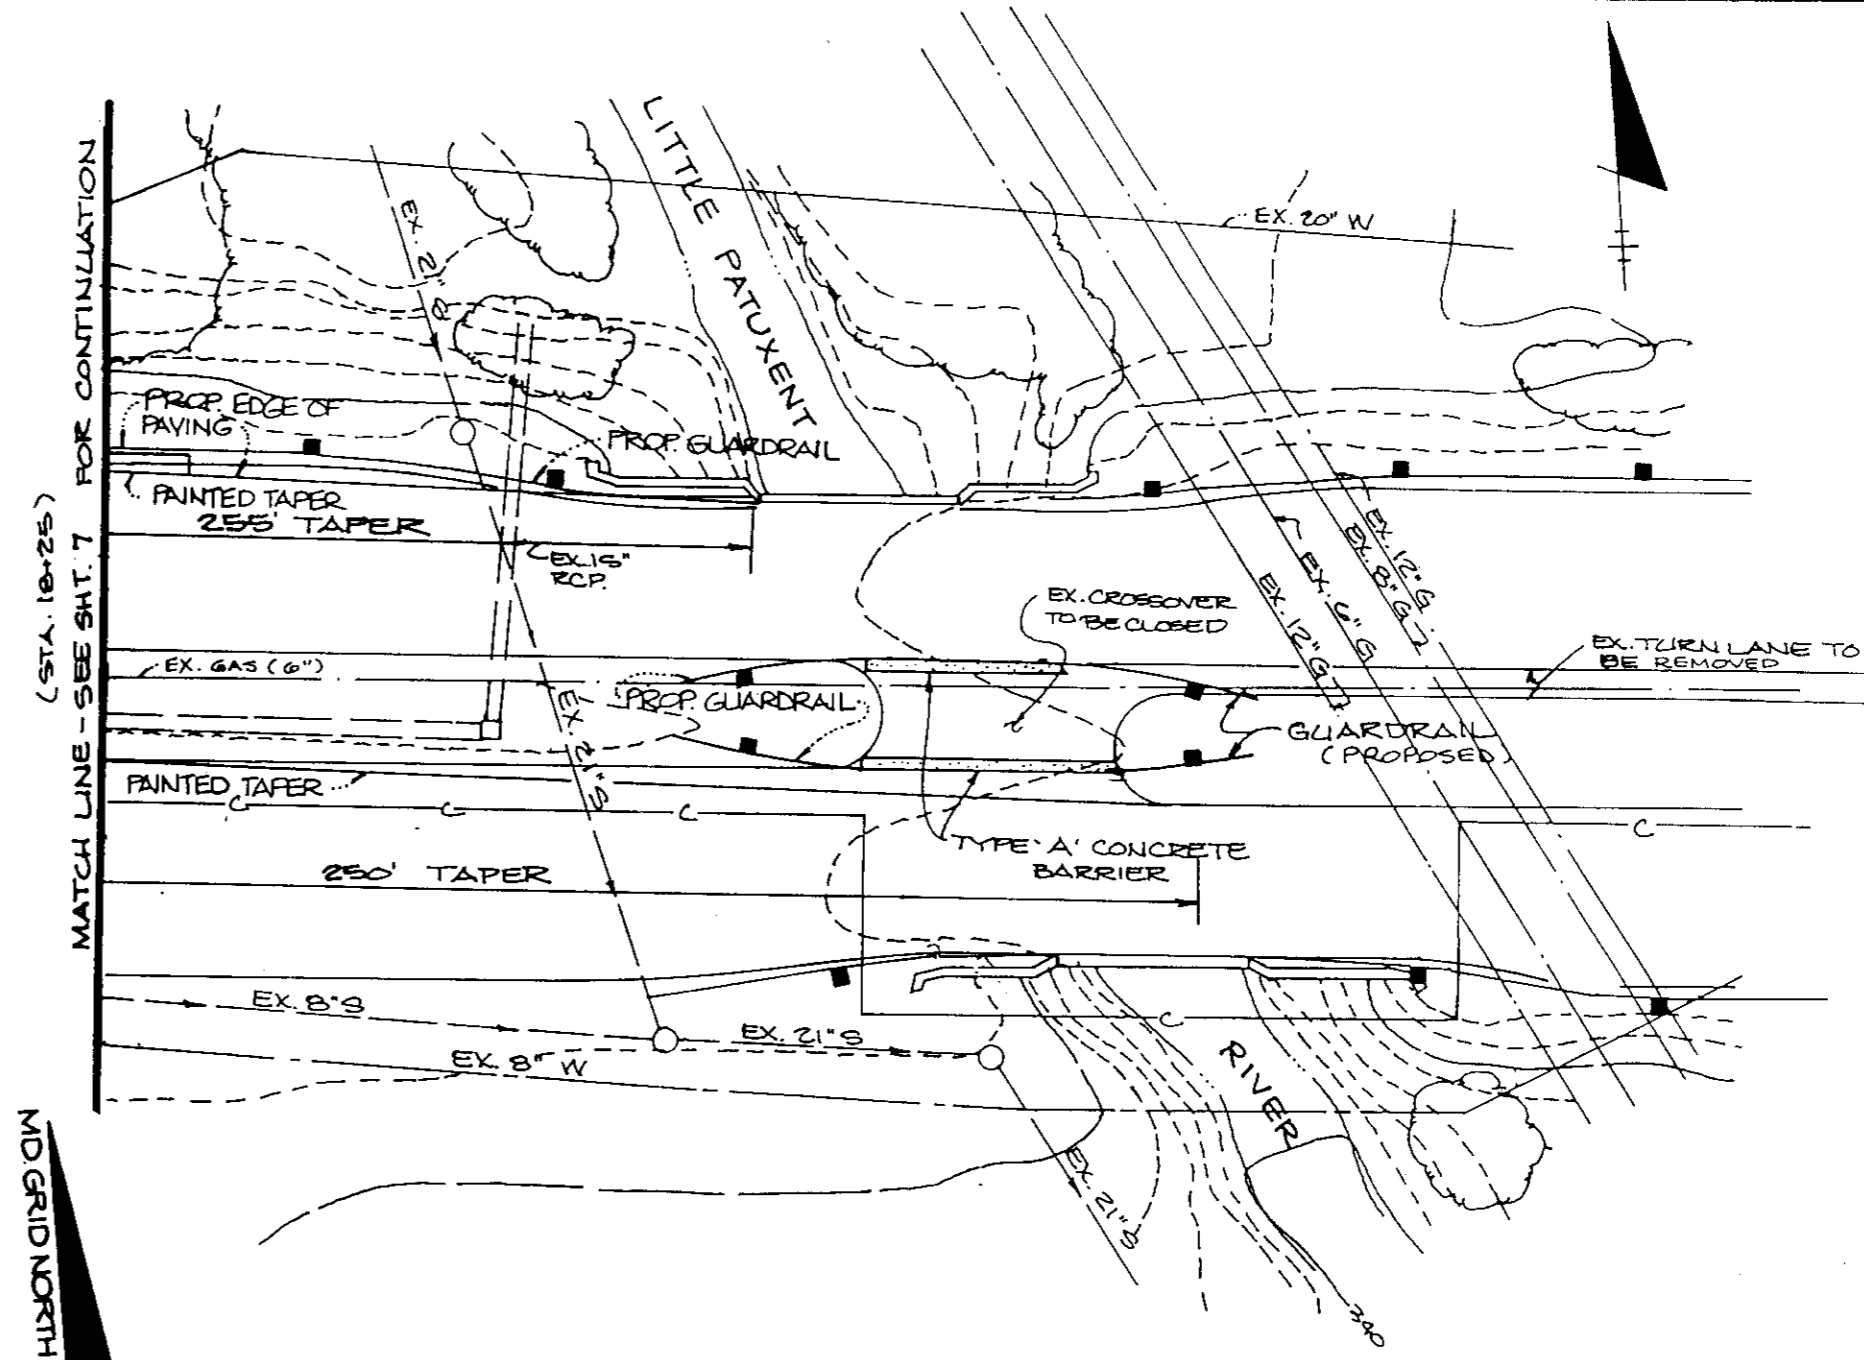 LITTLE PATUXENT
EX. 20" W
EX. 21" S
PROP. EDGE OF
PAVING
PROP. GUARDRAIL
PAINTED TAPER
255' TAPER
EX. 15"
RCP.
(STA. 18+25)
MATCH LINE - SEE SHT. 7 FOR CONTINUATION
EX. CROSSOVER
TO BE CLOSED
EX. 12" G
EX. 6" G
EX. 8" G
EX. 12" G
EX. TURN LANE TO
BE REMOVED
EX. GAS (6")
PROP. GUARDRAIL
EX. 21" S
GUARDRAIL
(PROPOSED)
PAINTED TAPER
C
C
C
C
TYPE 'A' CONCRETE
BARRIER
250' TAPER
EX. 8" S
EX. 21" S
EX. 8" W
C
RIVER
EX. 21" S
390
MD. GRID NORTH